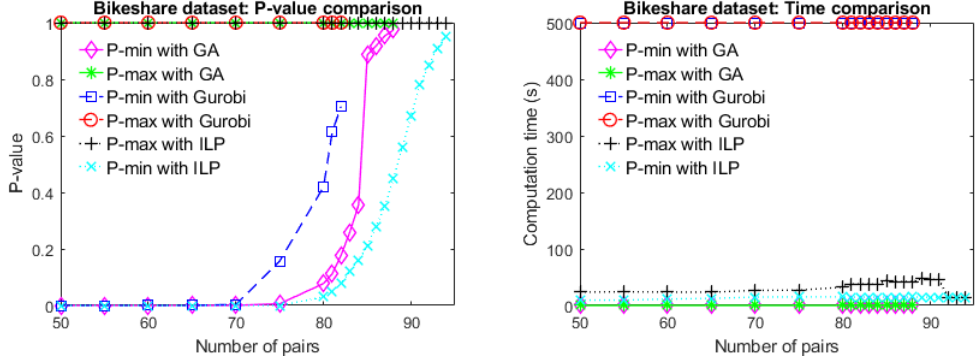 Bikeshare dataset: P-value comparison
1
0.8
0.6
0.4
0.2
0
P-value
P-min with GA
P-max with GA
P-min with Gurobi
P-max with Gurobi
P-max with ILP
P-min with ILP
50
60
70
80
90
Number of pairs
Bikeshare dataset: Time comparison
500
400
300
200
100
0
Computation time (s)
P-min with GA
P-max with GA
P-min with Gurobi
P-max with Gurobi
P-max with ILP
P-min with ILP
50
60
70
80
90
Number of pairs